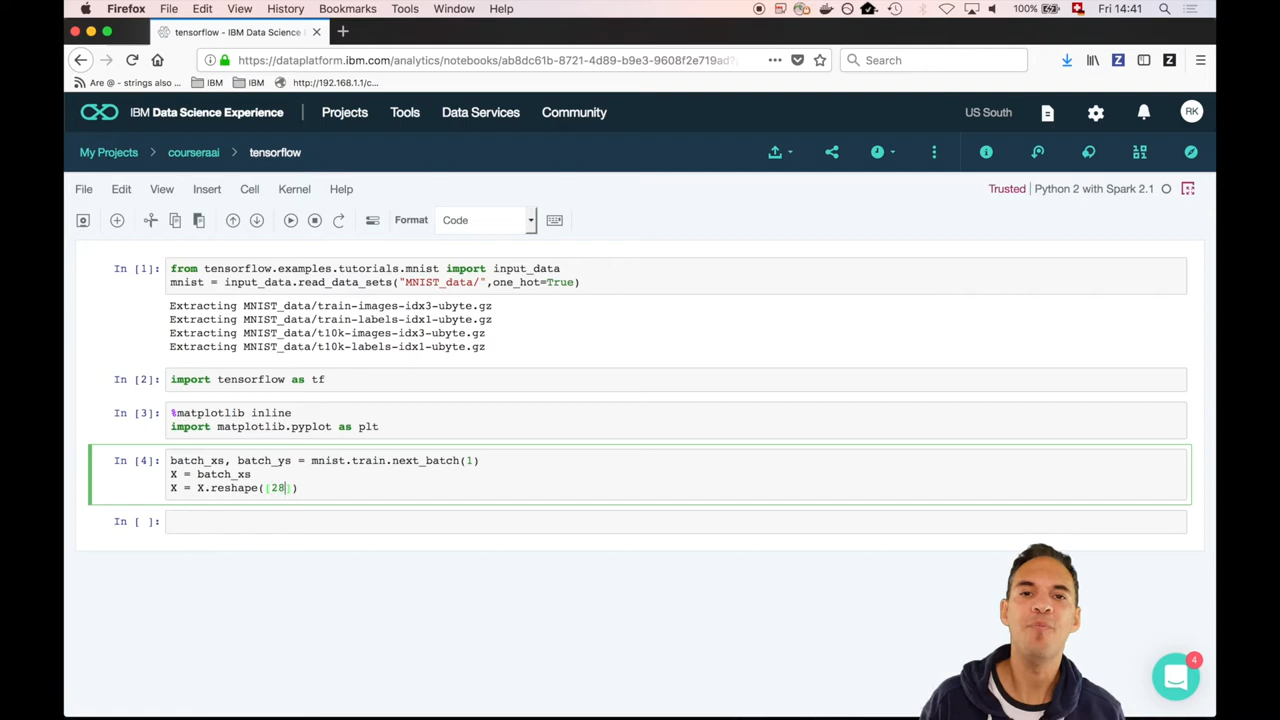 Firefox File Edit View History Bookmarks Tools Window Help 100% Fri 14:41
tensorflow - IBM Data Science
https://dataplatform.ibm.com/analytics/notebooks/ab8dc61b-8721-4d89-b9e3-9608f2e719ad? Search
Are @ - strings also ... IBM IBM http://192.168.1.1/c...
IBM Data Science Experience Projects Tools Data Services Community US South RK
My Projects > courseraai > tensorflow
File Edit View Insert Cell Kernel Help Trusted | Python 2 with Spark 2.1
Format Code
In [1]: from tensorflow.examples.tutorials.mnist import input_data
mnist = input_data.read_data_sets("MNIST_data/",one_hot=True)
Extracting MNIST_data/train-images-idx3-ubyte.gz
Extracting MNIST_data/train-labels-idx1-ubyte.gz
Extracting MNIST_data/t10k-images-idx3-ubyte.gz
Extracting MNIST_data/t10k-labels-idx1-ubyte.gz
In [2]: import tensorflow as tf
In [3]: %matplotlib inline
import matplotlib.pyplot as plt
In [4]: batch_xs, batch_ys = mnist.train.next_batch(1)
X = batch_xs
X = X.reshape([28])
In [ ]:
4